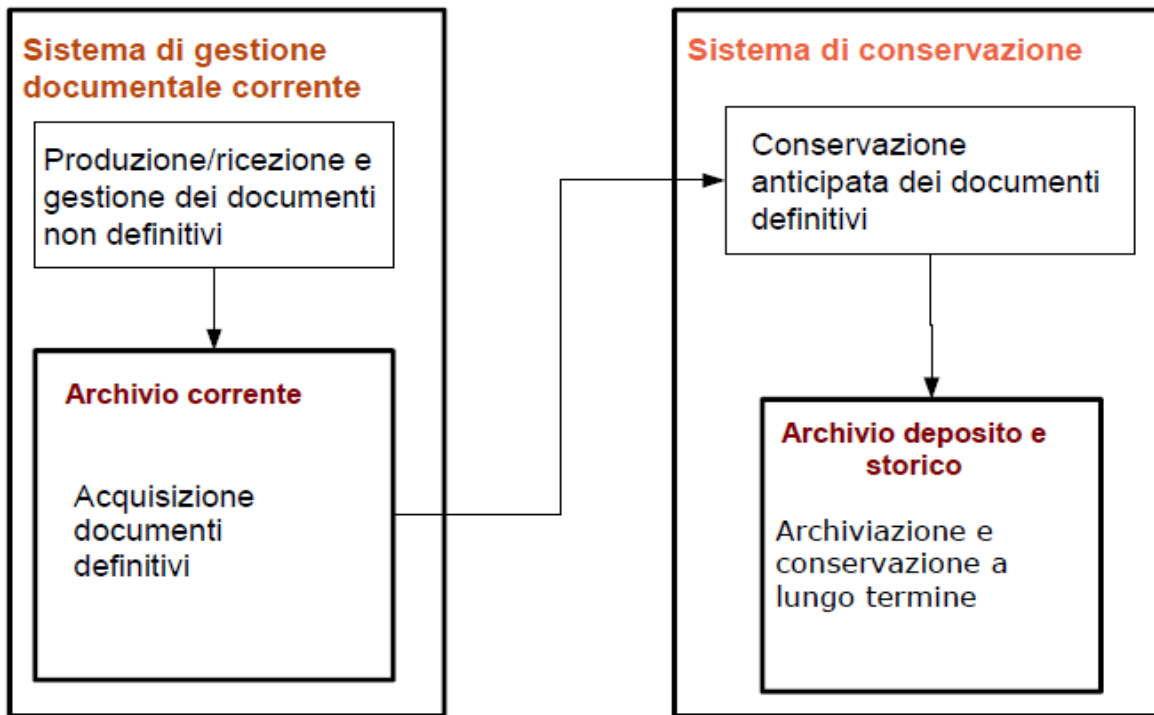 Sistema di gestione
documentale corrente
Produzione/ricezione e
gestione dei documenti
non definitivi
Archivio corrente
Acquisizione
documenti
definitivi
Sistema di conservazione
Conservazione
anticipata dei documenti
definitivi
Archivio deposito e
storico
Archiviazione e
conservazione a
lungo termine